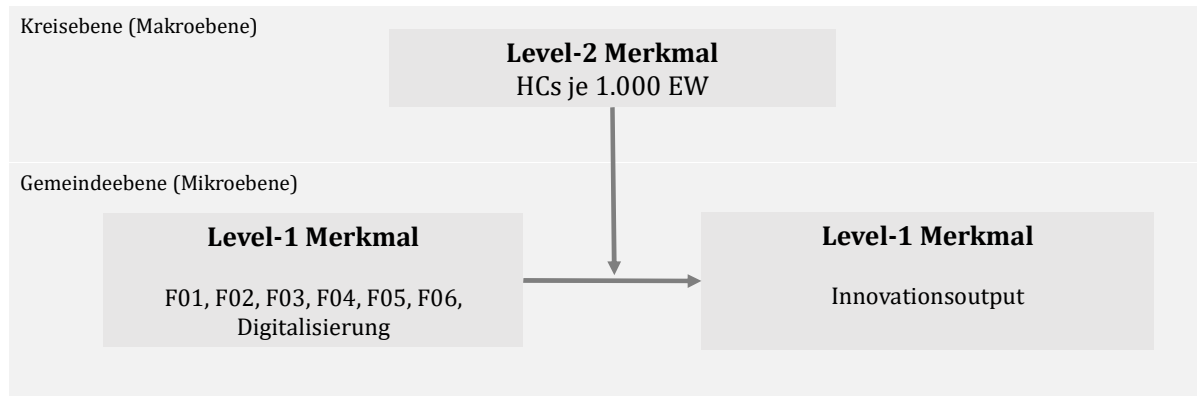 Kreisebene (Makroebene)
Level-2 Merkmal
HCs je 1.000 EW
Gemeindeebene (Mikroebene)
Level-1 Merkmal
F01, F02, F03, F04, F05, F06,
Digitalisierung
Level-1 Merkmal
Innovationsoutput